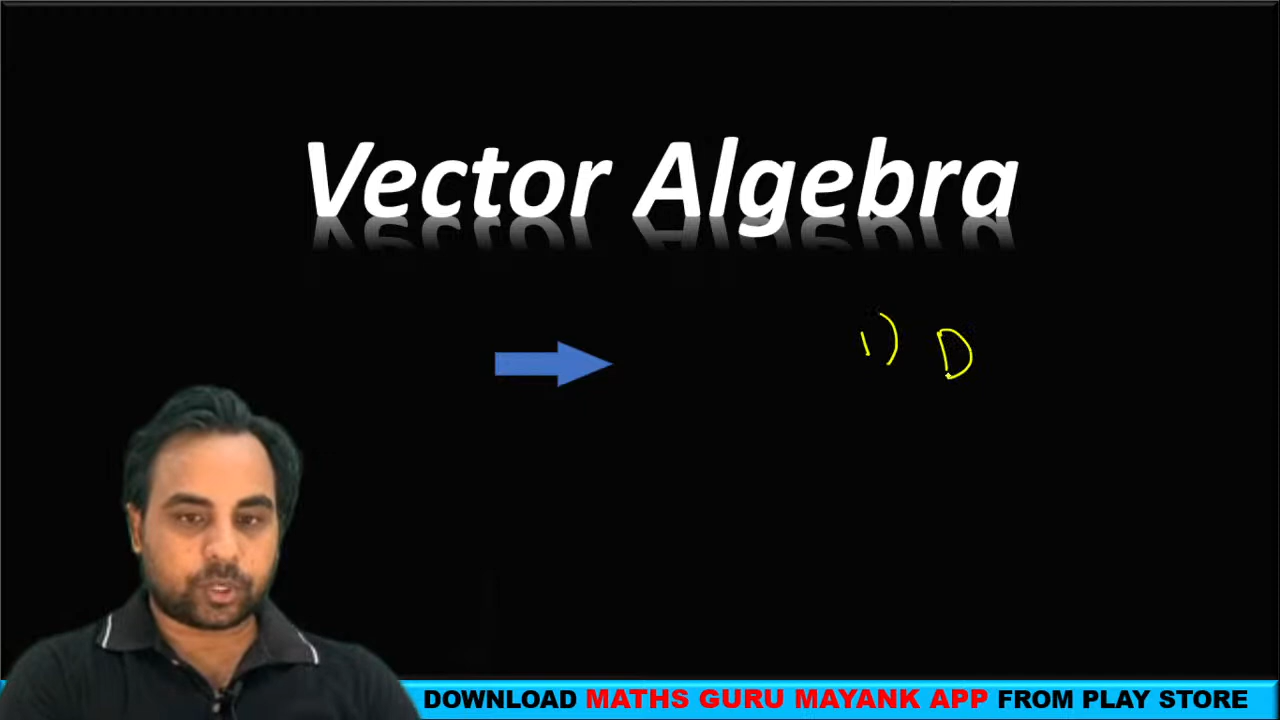 Vector Algebra
1) D
DOWNLOAD MATHS GURU MAYANK APP FROM PLAY STORE